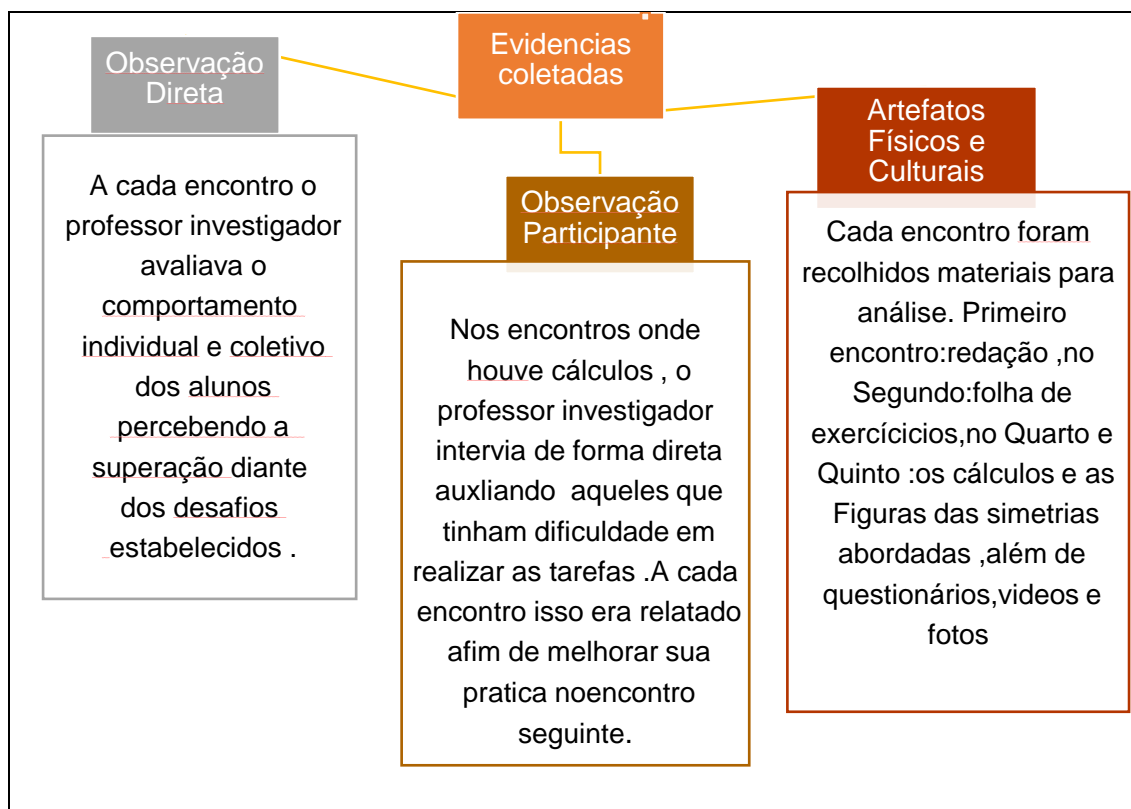 Evidencias
coletadas
Observação
Direta
A cada encontro o
professor investigador
avaliava o
comportamento
individual e coletivo
dos alunos
percebendo a
superação diante
dos desafios
estabelecidos .
Observação
Participante
Nos encontros onde
houve cálculos , o
professor investigador
intervia de forma direta
auxliando aqueles que
tinham dificuldade em
realizar as tarefas .A cada
encontro isso era relatado
afim de melhorar sua
pratica noencontro
seguinte.
Artefatos
Físicos e
Culturais
Cada encontro foram
recolhidos materiais para
análise. Primeiro
encontro:redação ,no
Segundo:folha de
exercícicios,no Quarto e
Quinto :os cálculos e as
Figuras das simetrias
abordadas ,além de
questionários,videos e
fotos